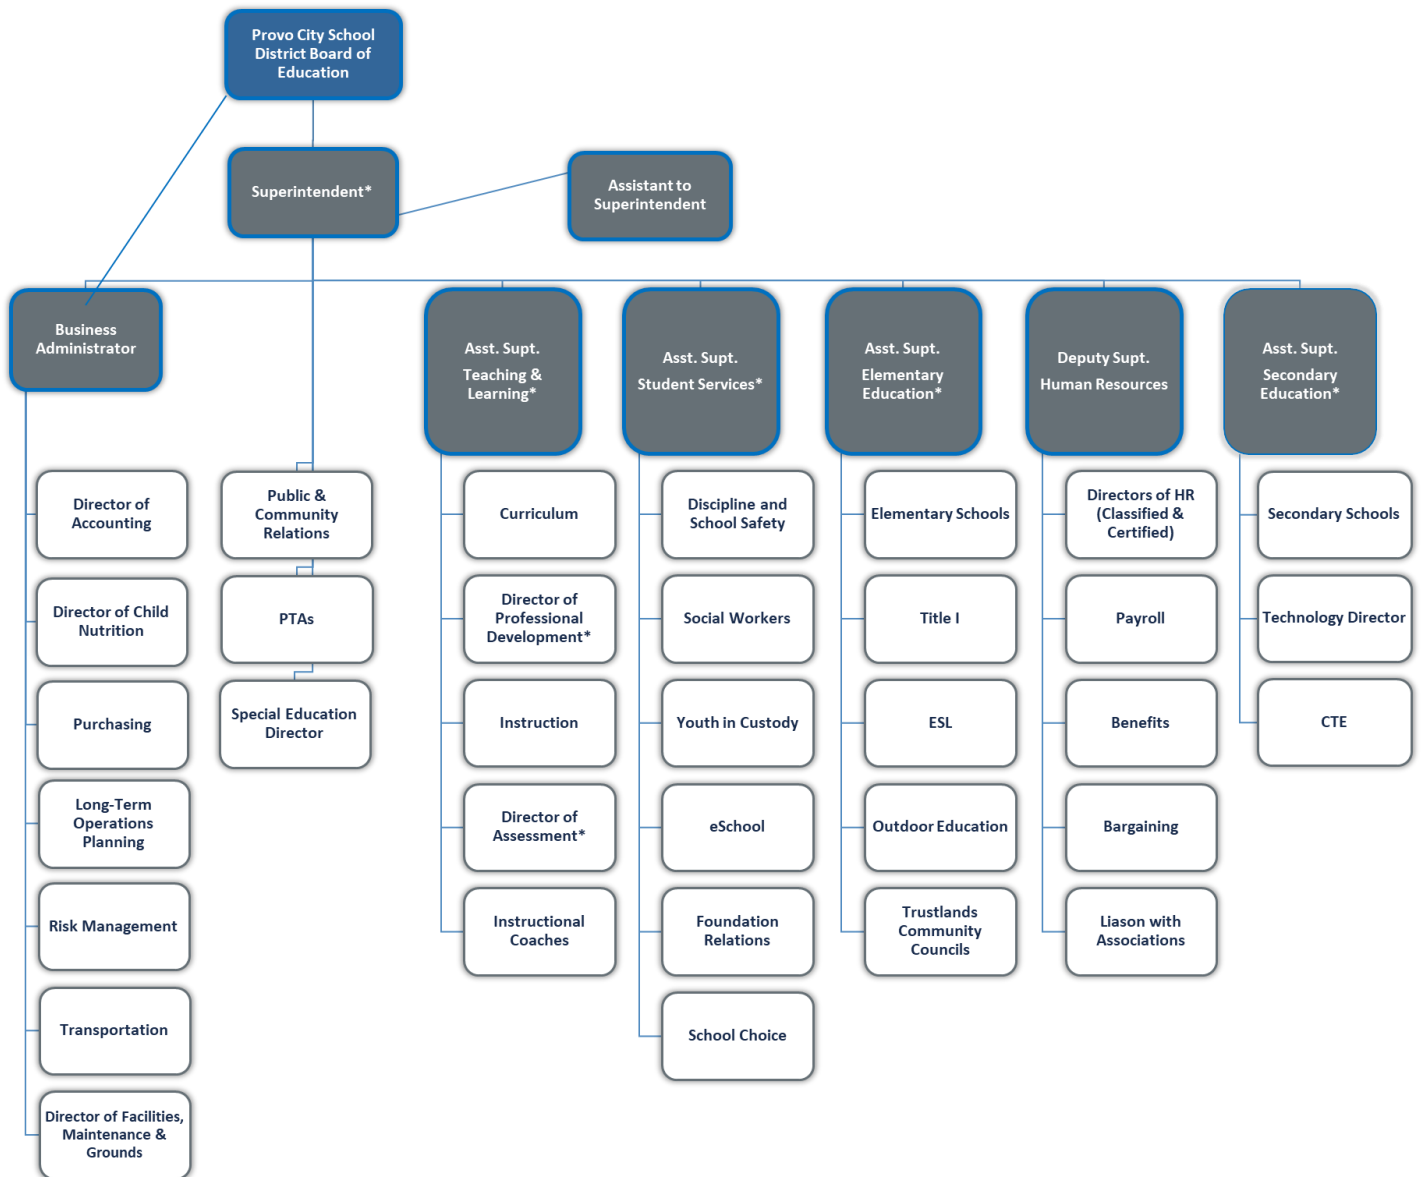 Provo City School
District Board of
Education
Superintendent*
Assistant to
Superintendent
Business
Administrator
Asst. Supt.
Teaching &
Learning*
Asst. Supt.
Student Services*
Asst. Supt.
Elementary
Education*
Deputy Supt.
Human Resources
Asst. Supt.
Secondary
Education*
Director of
Accounting
Director of Child
Nutrition
Purchasing
Long-Term
Operations
Planning
Risk Management
Transportation
Director of Facilities,
Maintenance &
Grounds
Public &
Community
Relations
PTAs
Special Education
Director
Curriculum
Director of
Professional
Development*
Instruction
Director of
Assessment*
Instructional
Coaches
Discipline and
School Safety
Social Workers
Youth in Custody
eSchool
Foundation
Relations
School Choice
Elementary Schools
Title I
ESL
Outdoor Education
Trustlands
Community
Councils
Directors of HR
(Classified &
Certified)
Payroll
Benefits
Bargaining
Liason with
Associations
Secondary Schools
Technology Director
CTE